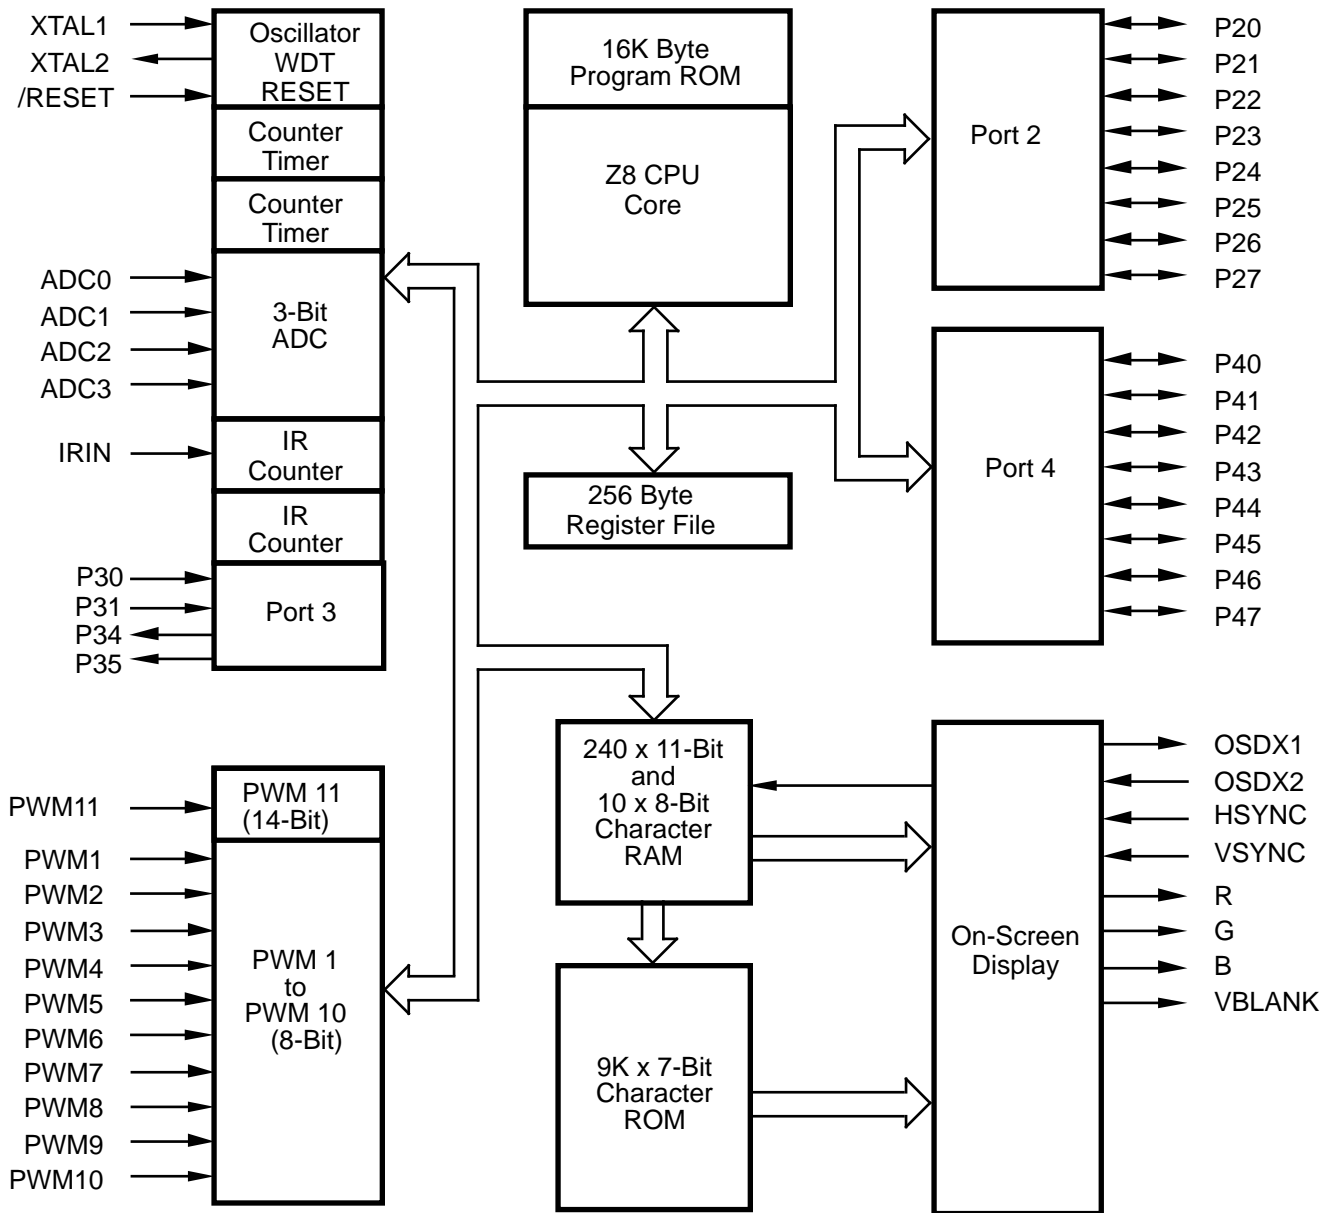 XTAL1
XTAL2
/RESET
Oscillator
WDT
RESET
Counter
Timer
Counter
Timer
ADC0
ADC1
ADC2
ADC3
3-Bit
ADC
IRIN
IR
Counter
IR
Counter
P30
P31
P34
P35
Port 3
PWM11
PWM 11
(14-Bit)
PWM1
PWM2
PWM3
PWM4
PWM5
PWM6
PWM7
PWM8
PWM9
PWM10
PWM 1
to
PWM 10
(8-Bit)
16K Byte
Program ROM
Z8 CPU
Core
256 Byte
Register File
240 x 11-Bit
and
10 x 8-Bit
Character
RAM
9K x 7-Bit
Character
ROM
Port 2
P20
P21
P22
P23
P24
P25
P26
P27
Port 4
P40
P41
P42
P43
P44
P45
P46
P47
On-Screen
Display
OSDX1
OSDX2
HSYNC
VSYNC
R
G
B
VBLANK